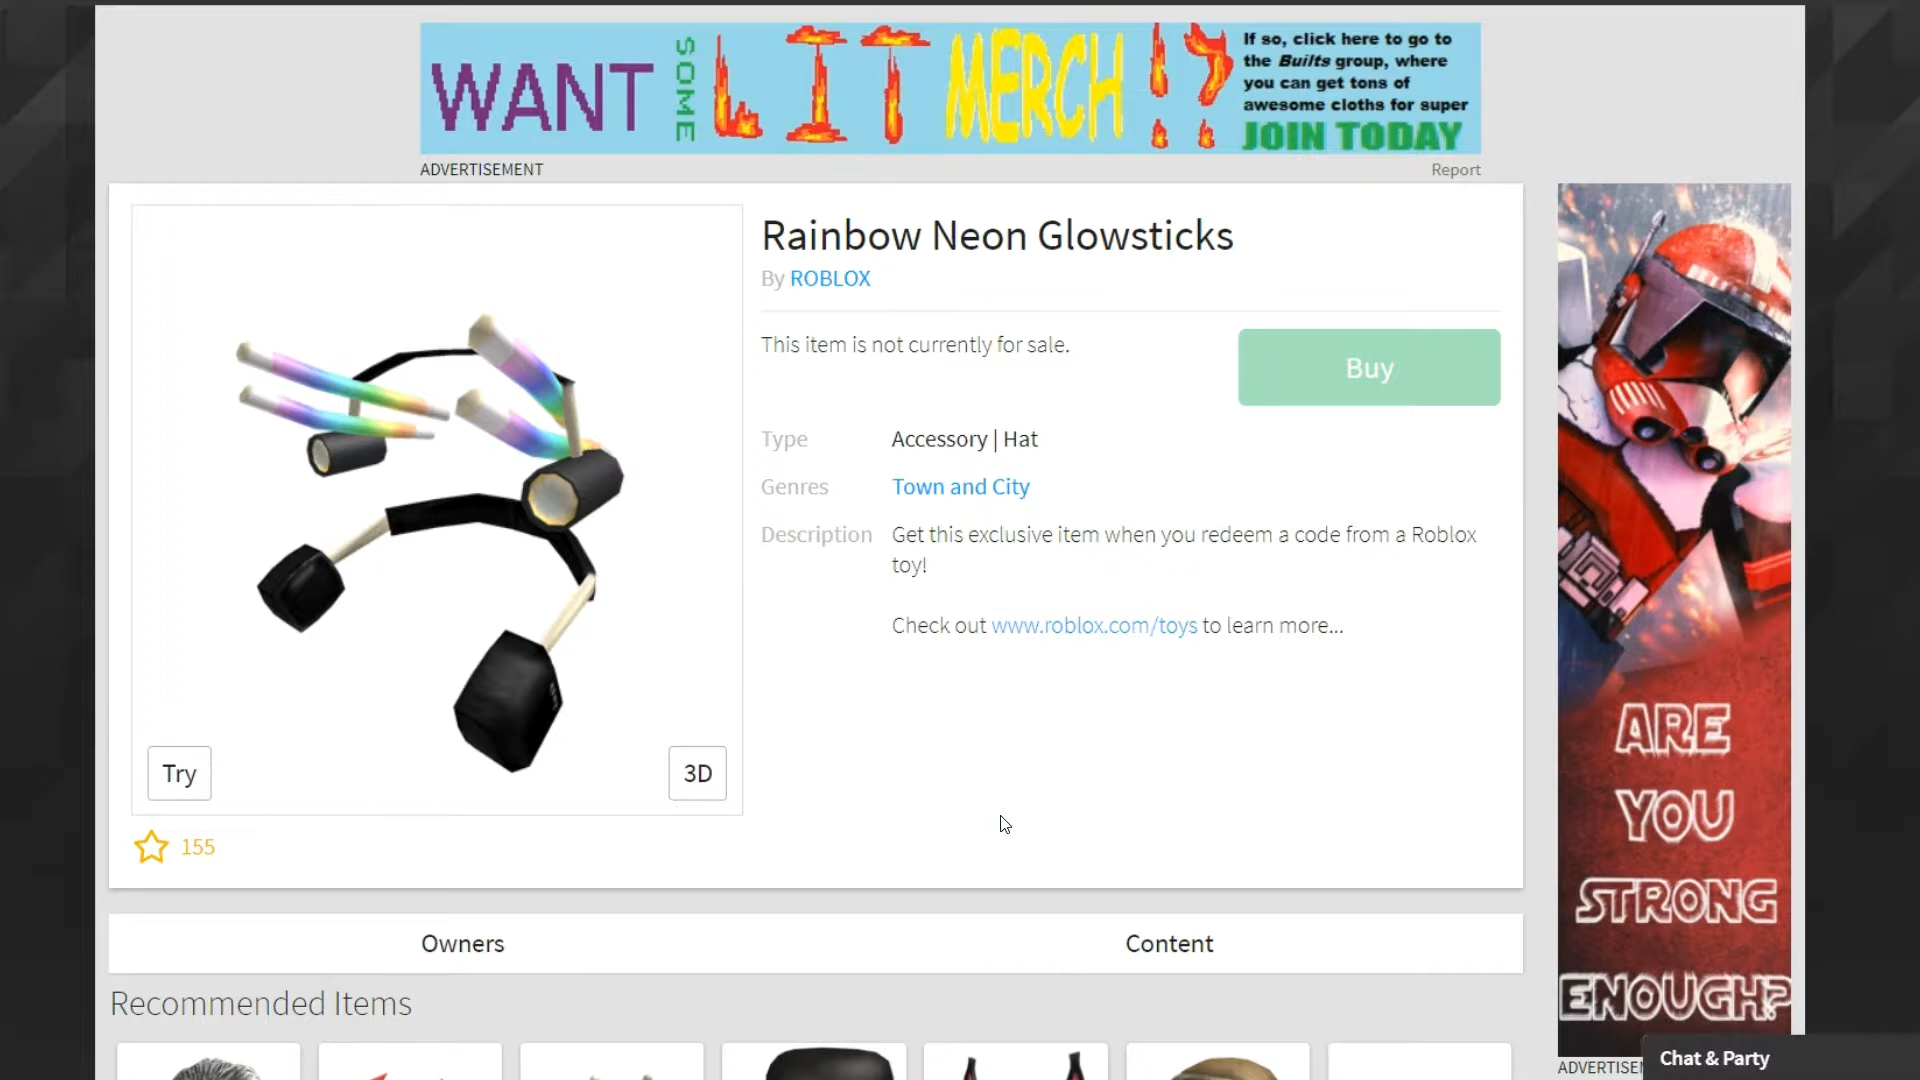 WANT SOME LIT MERCH!?
If so, click here to go to
the Builts group, where
you can get tons of
awesome cloths for super
JOIN TODAY
ADVERTISEMENT
Report
Rainbow Neon Glowsticks
By ROBLOX
This item is not currently for sale.
Buy
Type
Accessory | Hat
Genres
Town and City
Description
Get this exclusive item when you redeem a code from a Roblox
toy!
Check out www.roblox.com/toys to learn more...
Try
3D
155
Owners
Content
Recommended Items
ARE
YOU
STRONG
ENOUGH?
ADVERTISEM
Chat & Party